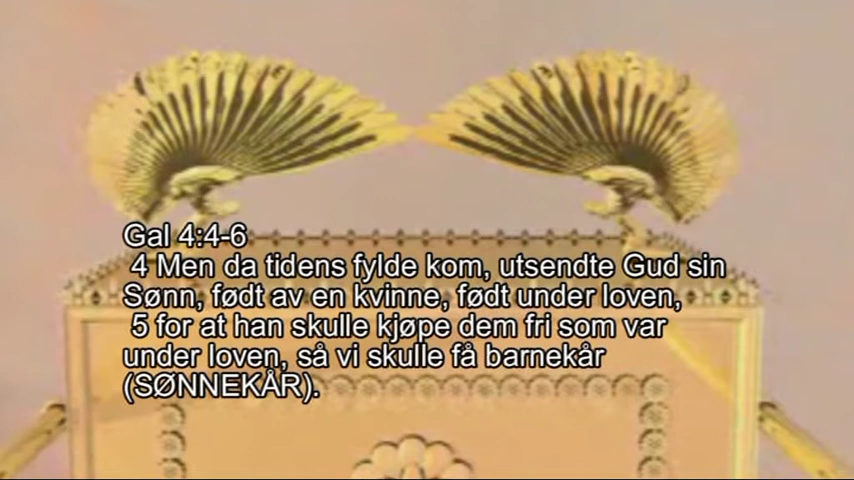 Gal 4:4-6
4 Men da tidens fylde kom, utsendte Gud sin
Sønn, født av en kvinne, født under loven,
5 for at han skulle kjøpe dem fri som var
under loven, så vi skulle få barnekår
(SØNNEKÅR).